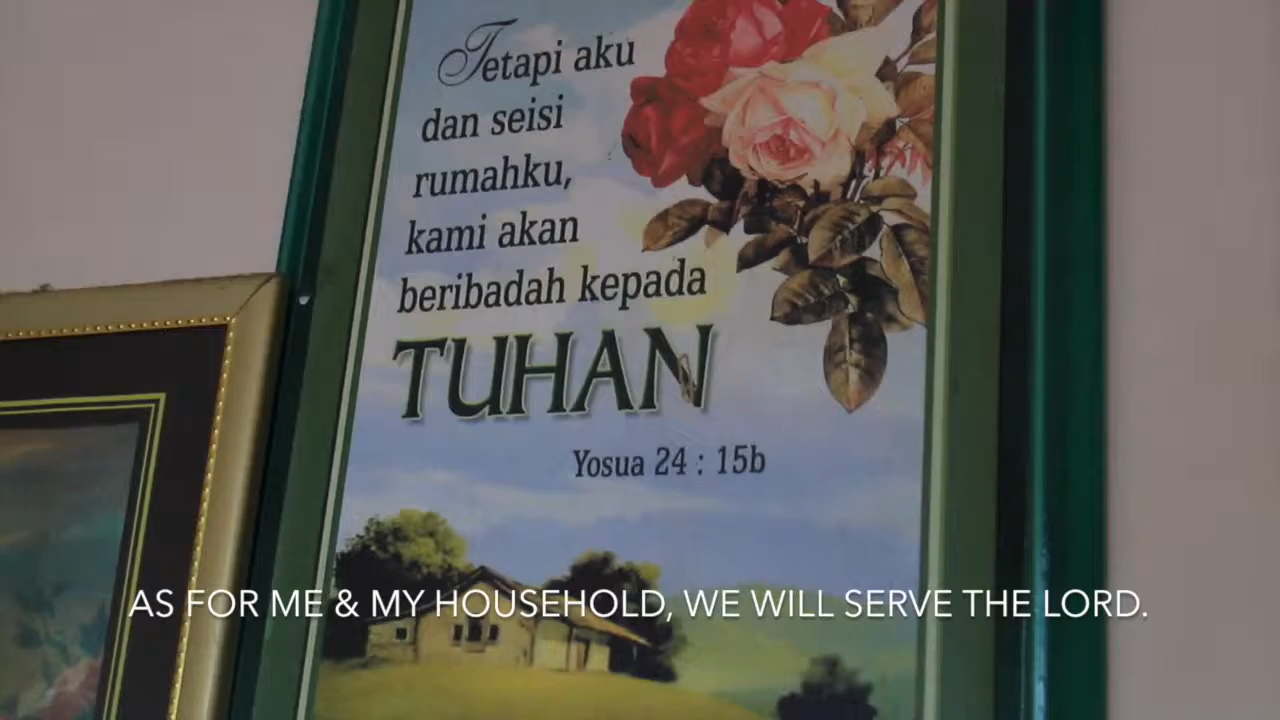 Tetapi aku
dan seisi
rumahku,
kami akan
beribadah kepada
TUHAN
Yosua 24 : 15b
AS FOR ME & MY HOUSEHOLD, WE WILL SERVE THE LORD.